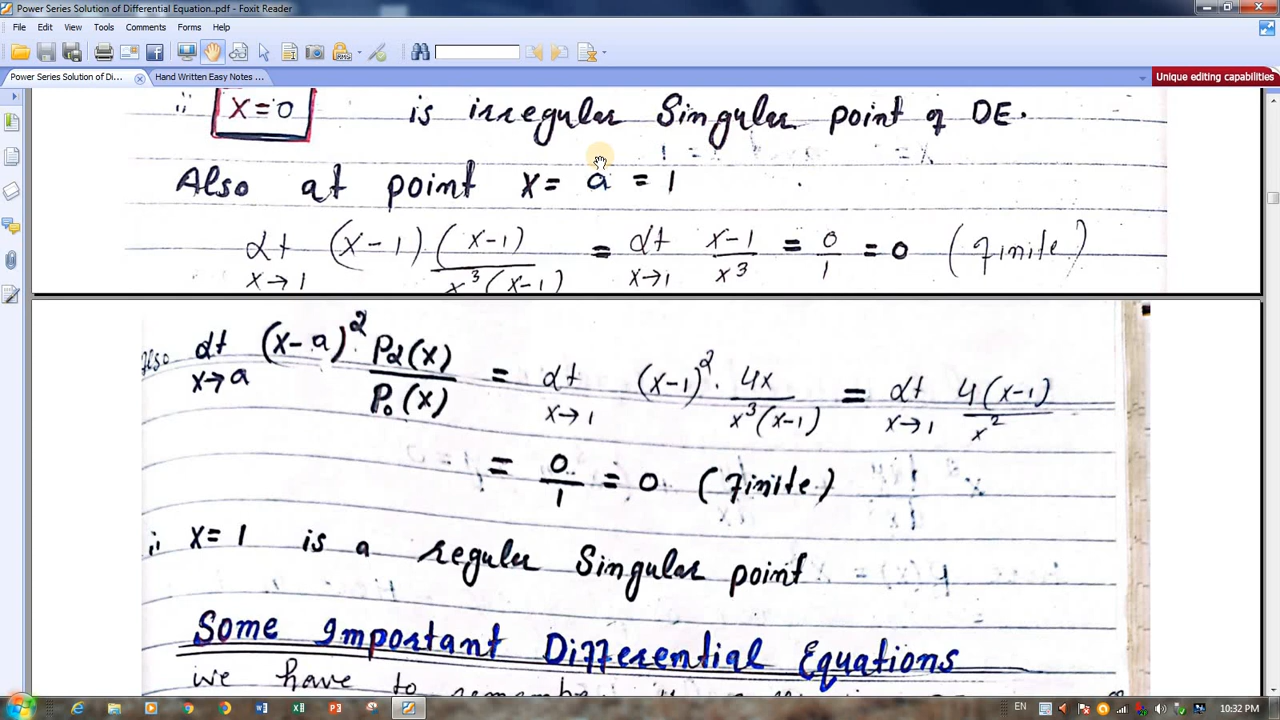 Power Series Solution of Differential Equation..pdf - Foxit Reader
File Edit View Tools Comments Forms Help
Power Series Solution of Di... Hand Written Easy Notes ... Unique editing capabilities
∴ x=0 is irregular Singular point of DE.
Also at point x= a = 1
Lt x→1 (x-1) (x-1)/(x³(x-1)) = Lt x→1 (x-1)/x³ = 0/1 = 0 (Finite)
Also Lt x→a (x-a)² P₂(x)/P₀(x) = Lt x→1 (x-1)² · 4x/(x³(x-1)) = Lt x→1 4(x-1)/x²
= 0/1 = 0 (Finite)
∴ x=1 is a regular Singular point
Some Important Differential Equations
we have to remember
EN 10:32 PM